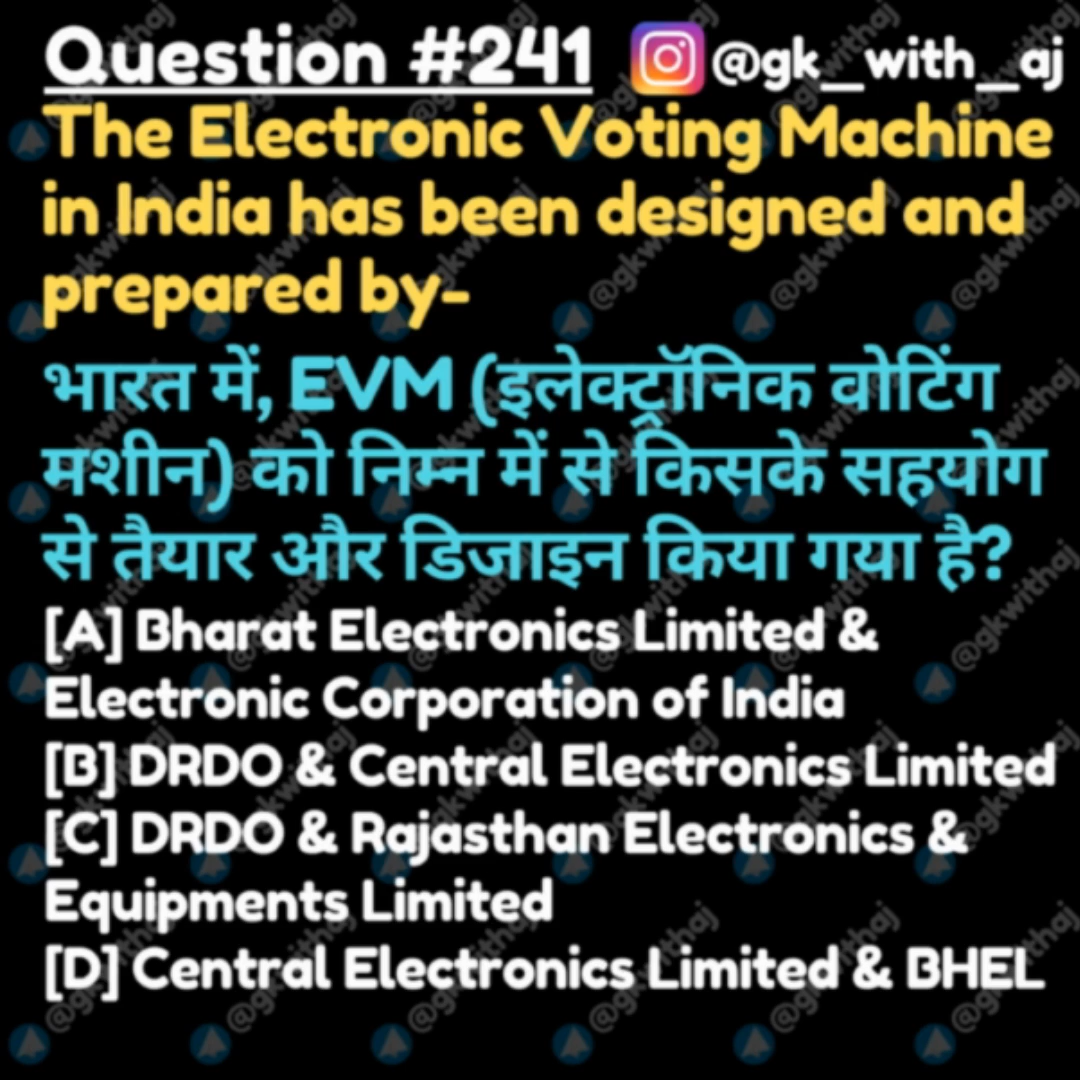 Question #241 @gk_with_aj
The Electronic Voting Machine
in India has been designed and
prepared by-
भारत में, EVM (इलेक्ट्रॉनिक वोटिंग
मशीन) को निम्न में से किसके सहयोग
से तैयार और डिजाइन किया गया है?
[A] Bharat Electronics Limited &
Electronic Corporation of India
[B] DRDO & Central Electronics Limited
[C] DRDO & Rajasthan Electronics &
Equipments Limited
[D] Central Electronics Limited & BHEL
@gkwithaj